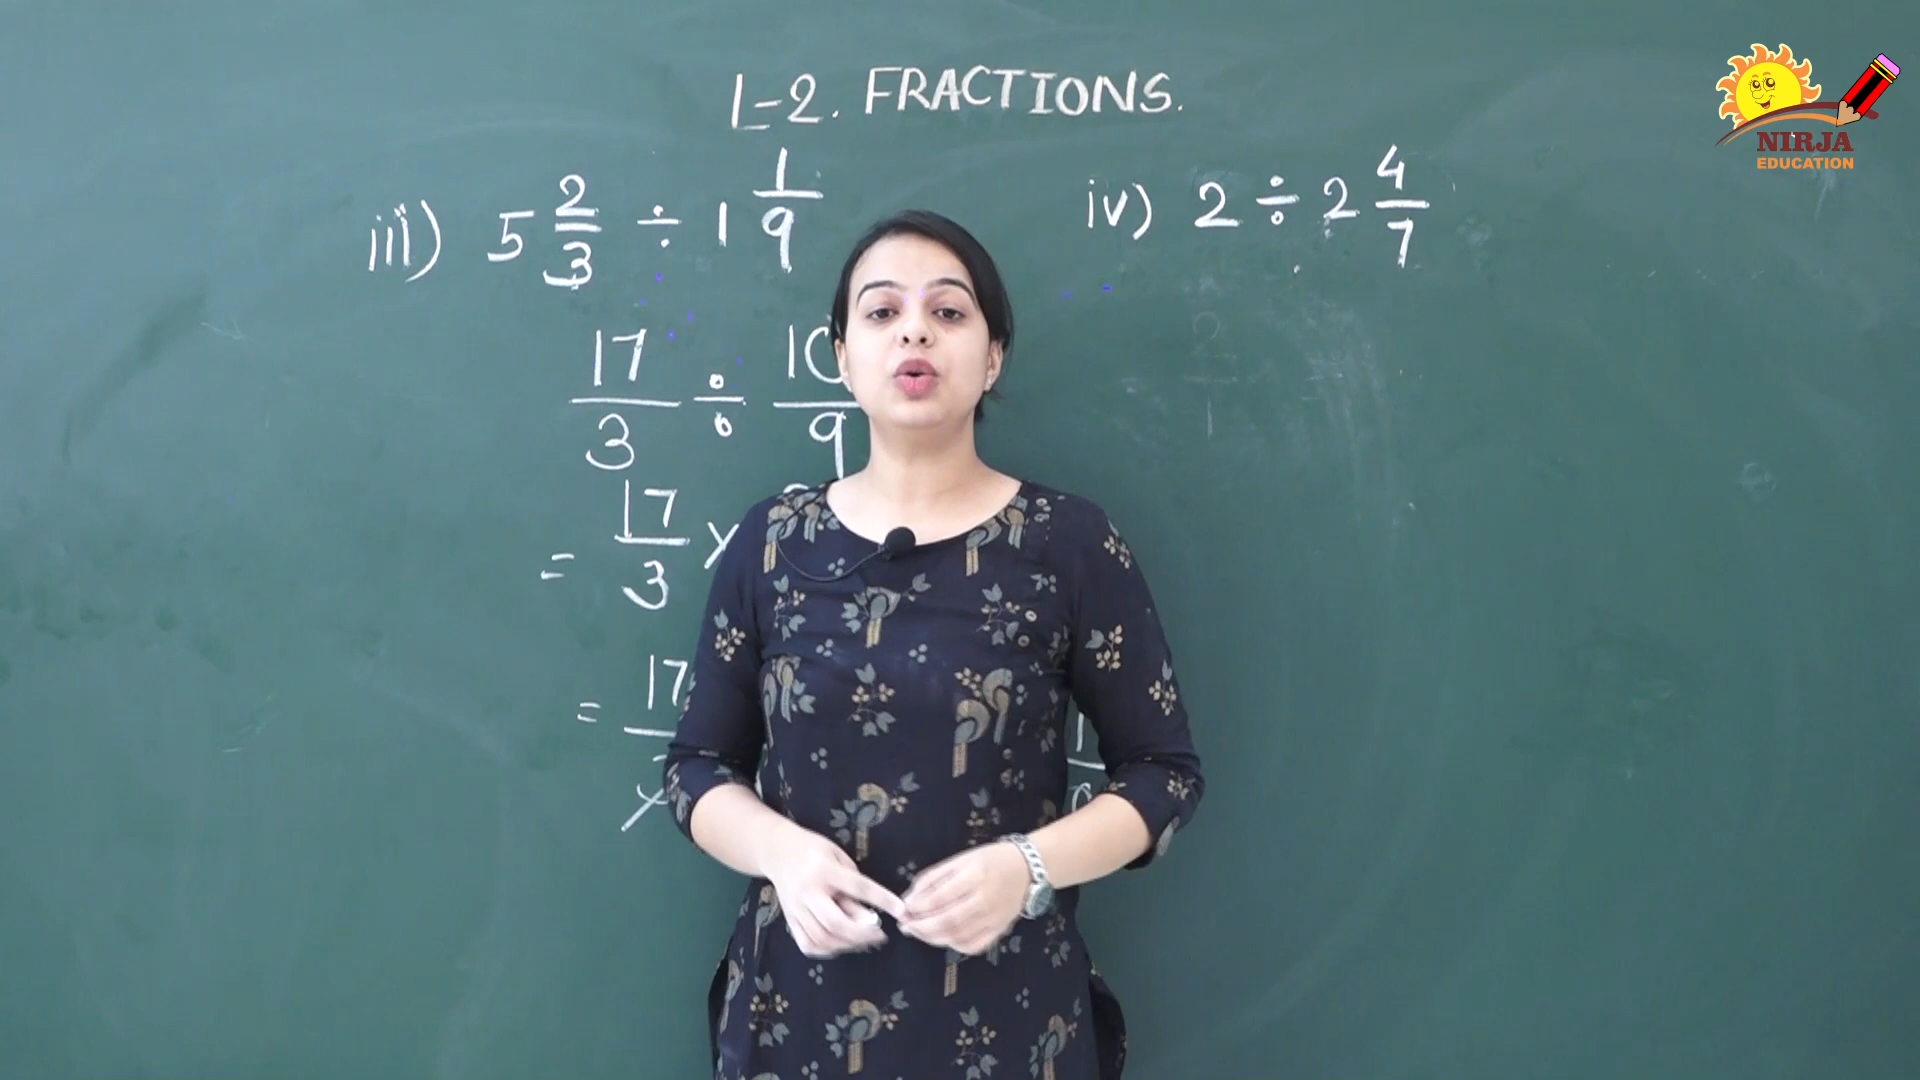 L-2. FRACTIONS.
iii) 5 2/3 ÷ 1 1/9
iv) 2 ÷ 2 4/7
17/3 ÷ 10/9
= 17/3 ×
= 17
NIRJA
EDUCATION